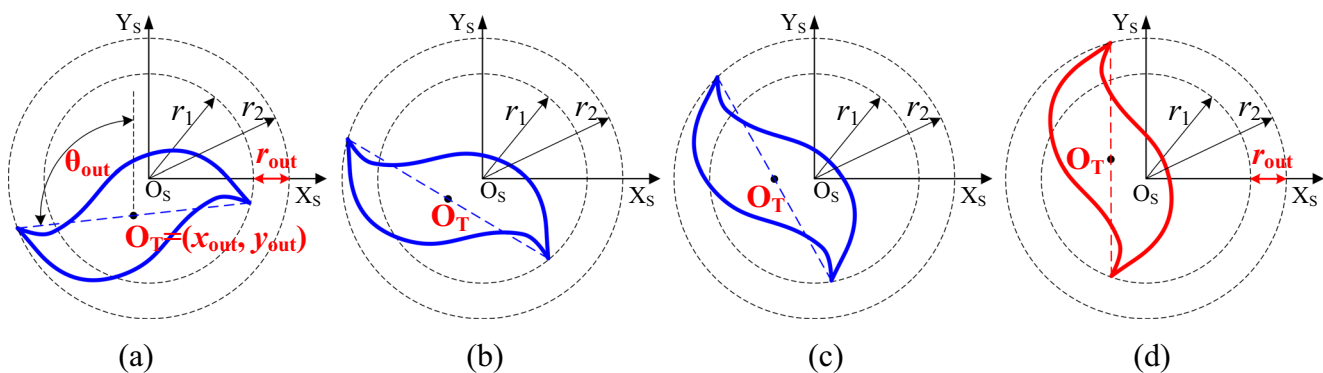 Y_S
r_1
r_2
θ_out
r_out
O_S
X_S
O_T=(x_out, y_out)
(a)
Y_S
r_1
r_2
O_S
X_S
O_T
(b)
Y_S
r_1
r_2
O_S
X_S
O_T
(c)
Y_S
r_1
r_2
O_T
r_out
O_S
X_S
(d)